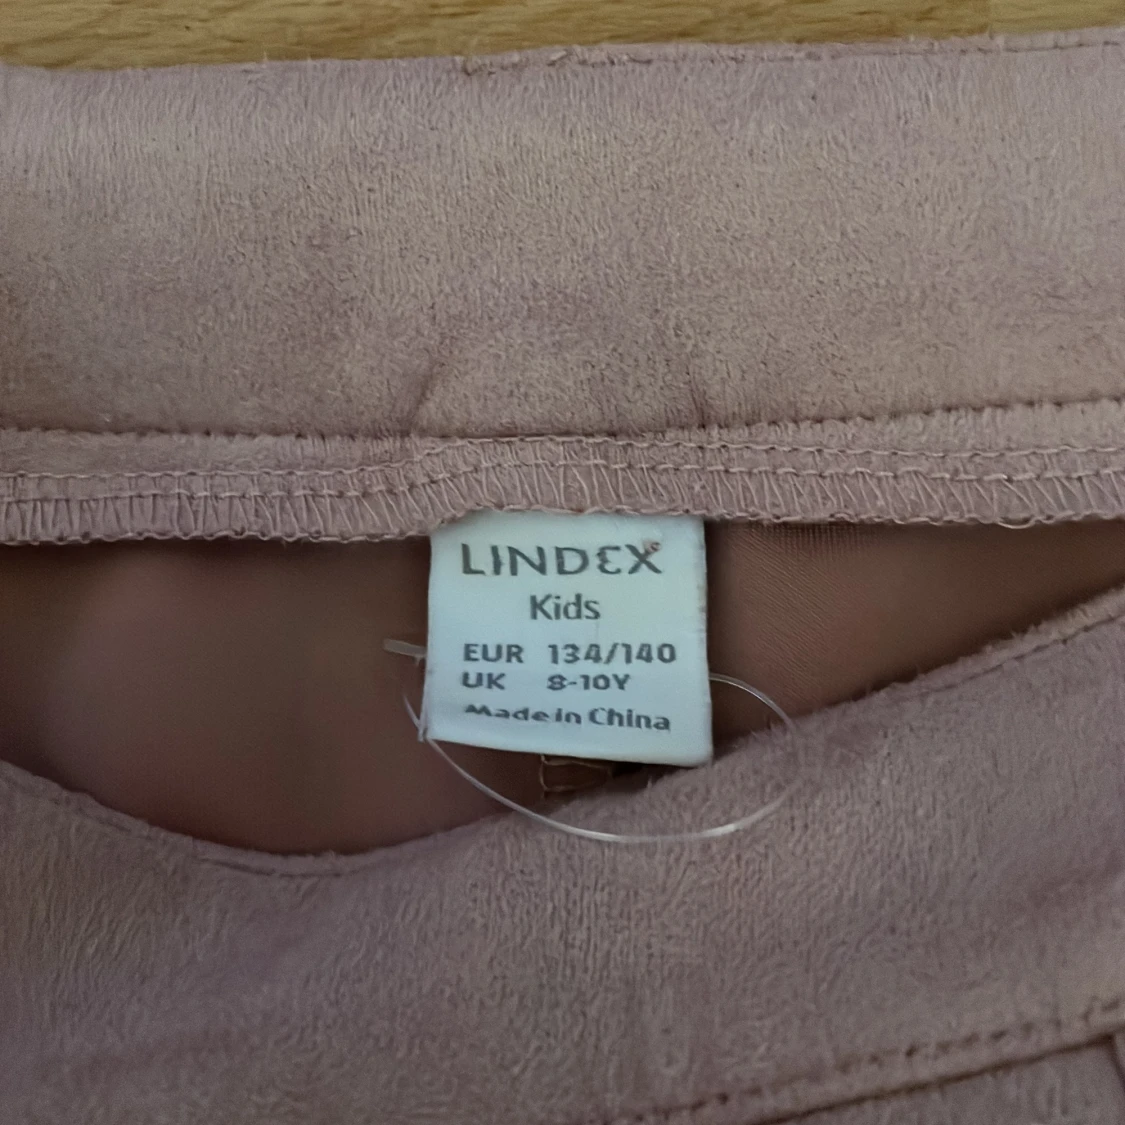 LINDEX
Kids
EUR 134/140
UK 8-10Y
Made in China